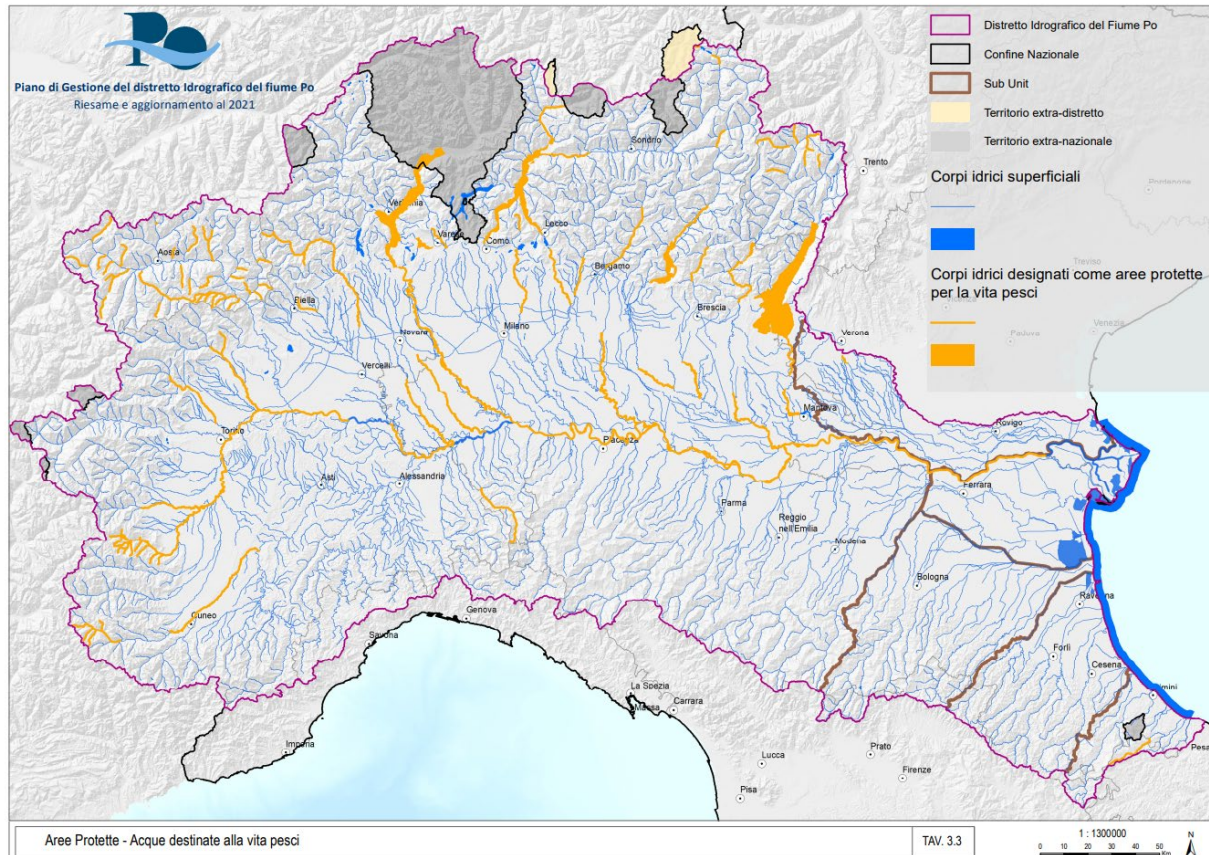 PO
Piano di Gestione del distretto Idrografico del fiume Po
Riesame e aggiornamento al 2021
Distretto Idrografico del Fiume Po
Confine Nazionale
Sub Unit
Territorio extra-distretto
Territorio extra-nazionale
Corpi idrici superficiali
Corpi idrici designati come aree protette
per la vita pesci
Sondrio
Trento
Aosta
Varese
Como
Lecco
Bergamo
Treviso
Biella
Milano
Brescia
Novara
Verona
Padova
Venezia
Vercelli
Torino
Mantova
Rovigo
Piacenza
Asti
Alessandria
Ferrara
Parma
Reggio
nell'Emilia
Modena
Bologna
Cuneo
Genova
Ravenna
Savona
Forlì
Cesena
La Spezia
Massa
Carrara
Imperia
Lucca
Prato
Pisa
Firenze
Aree Protette - Acque destinate alla vita pesci
TAV. 3.3
1 : 1300000
0 10 20 30 40 50
Km
N